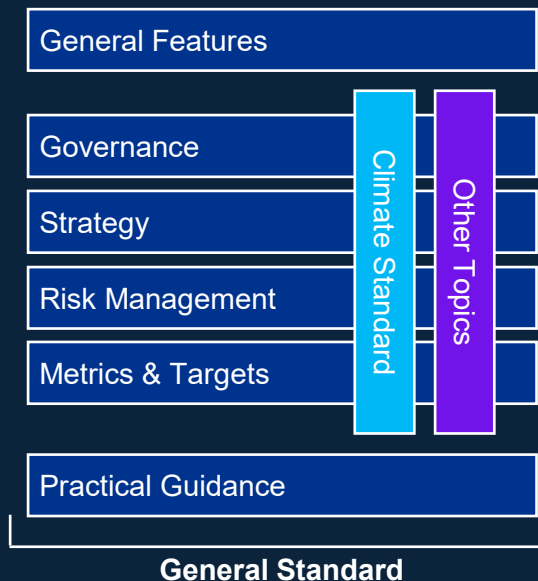 General Features
Governance
Strategy
Risk Management
Metrics & Targets
Climate Standard
Other Topics
Practical Guidance
General Standard